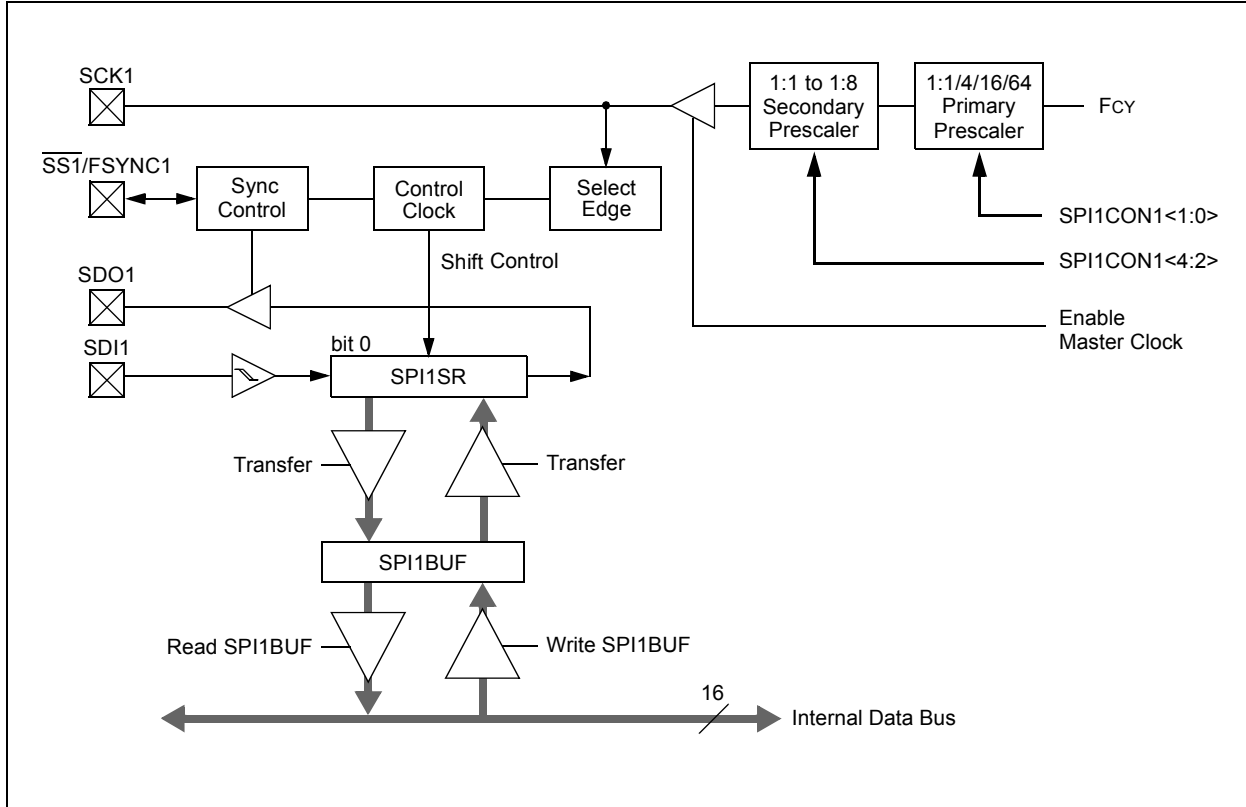 SCK1
1:1 to 1:8
Secondary
Prescaler
1:1/4/16/64
Primary
Prescaler
FCY
SS1/FSYNC1
Sync
Control
Control
Clock
Select
Edge
SPI1CON1<1:0>
SPI1CON1<4:2>
Shift Control
SDO1
Enable
Master Clock
SDI1
bit 0
SPI1SR
Transfer
Transfer
SPI1BUF
Read SPI1BUF
Write SPI1BUF
16
Internal Data Bus